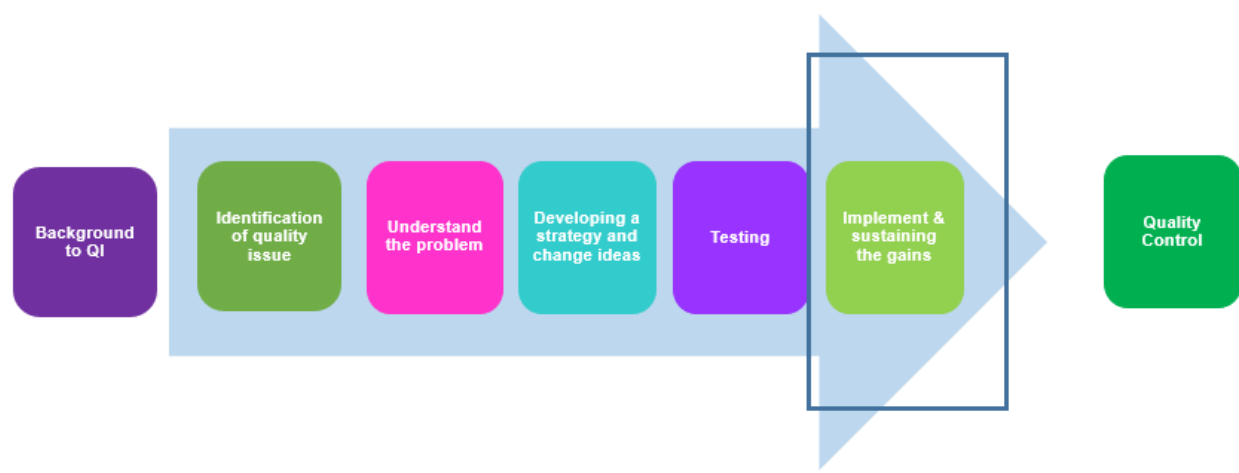 Background
to QI
Identification
of quality
issue
Understand
the problem
Developing a
strategy and
change ideas
Testing
Implement &
sustaining
the gains
Quality
Control